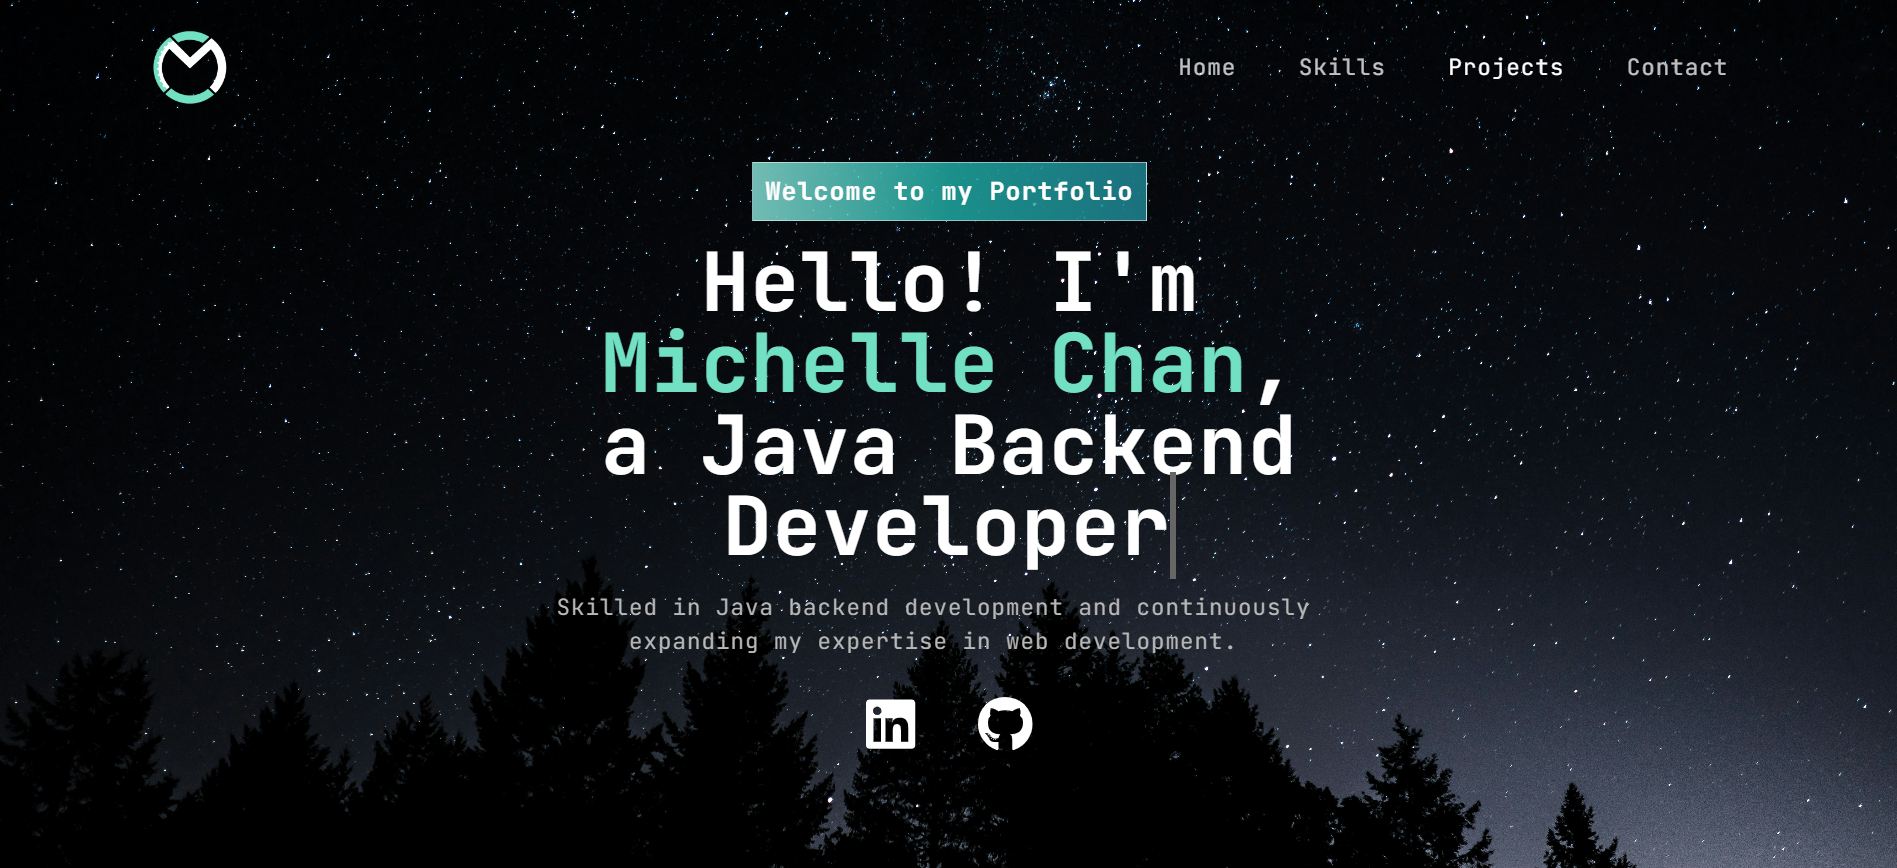 Home Skills Projects Contact
Welcome to my Portfolio
Hello! I'm
Michelle Chan,
a Java Backend
Developer
Skilled in Java backend development and continuously
expanding my expertise in web development.
in